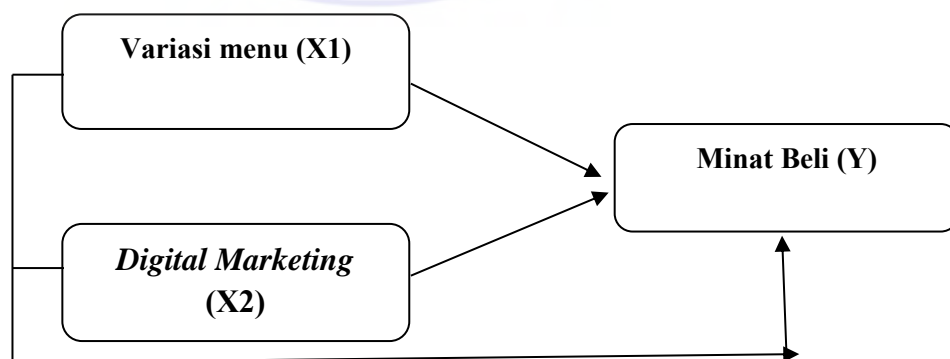 Variasi menu (X1)
Minat Beli (Y)
Digital Marketing
(X2)